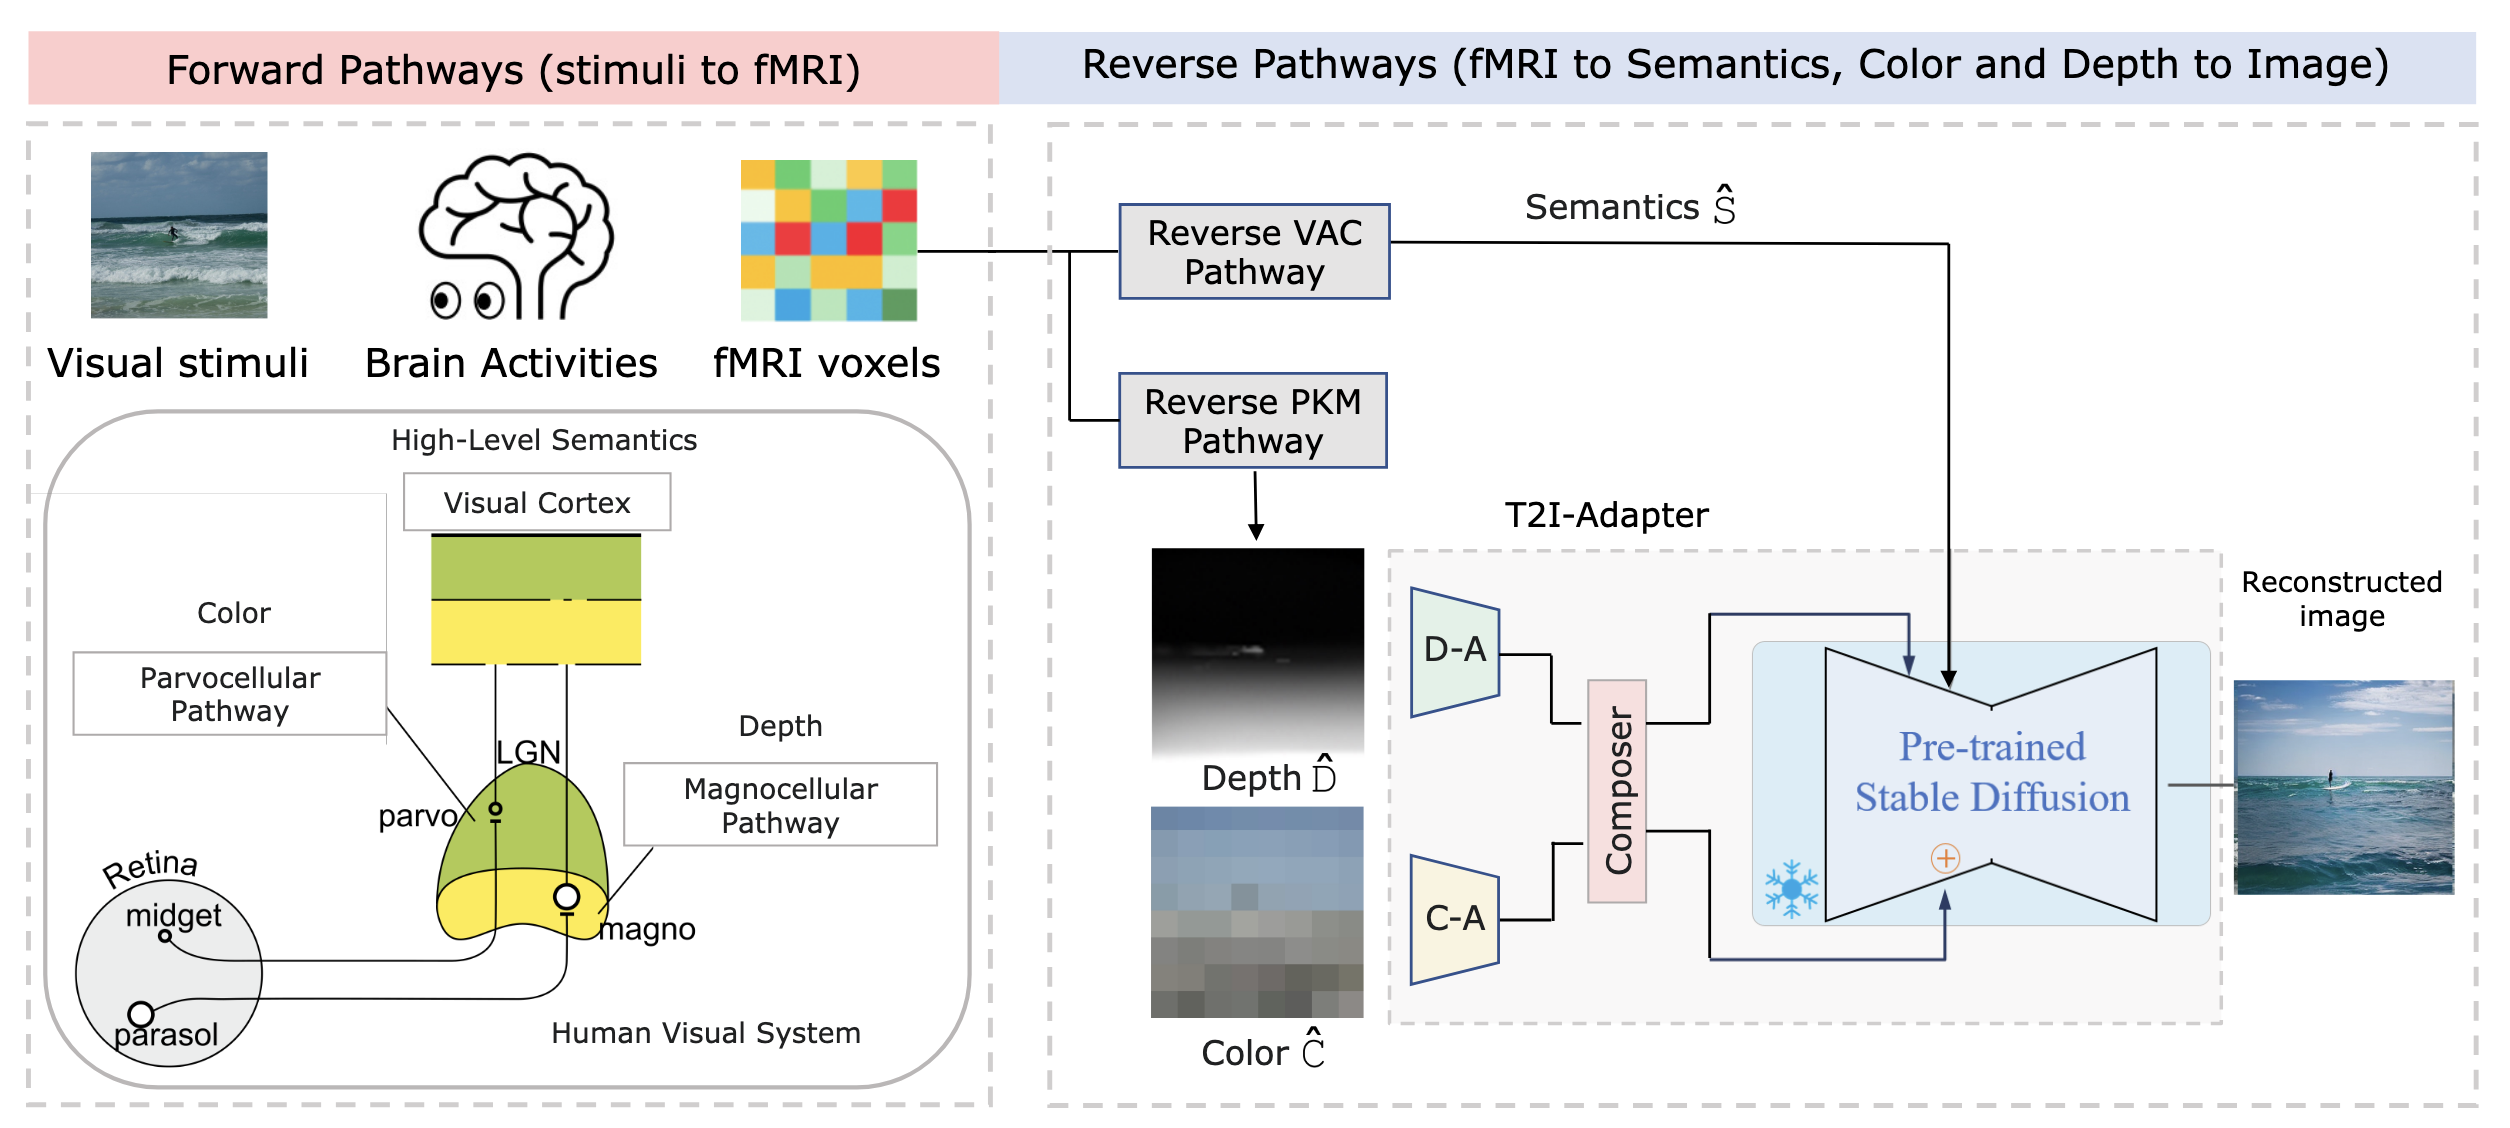 Forward Pathways (stimuli to fMRI)
Reverse Pathways (fMRI to Semantics, Color and Depth to Image)
Visual stimuli
Brain Activities
fMRI voxels
High-Level Semantics
Visual Cortex
Color
Parvocellular
Pathway
LGN
Depth
Magnocellular
Pathway
parvo
magno
Retina
midget
parasol
Human Visual System
Reverse VAC
Pathway
Semantics Ŝ
Reverse PKM
Pathway
Depth D̂
Color Ĉ
T2I-Adapter
D-A
C-A
Composer
Pre-trained
Stable Diffusion
Reconstructed
image